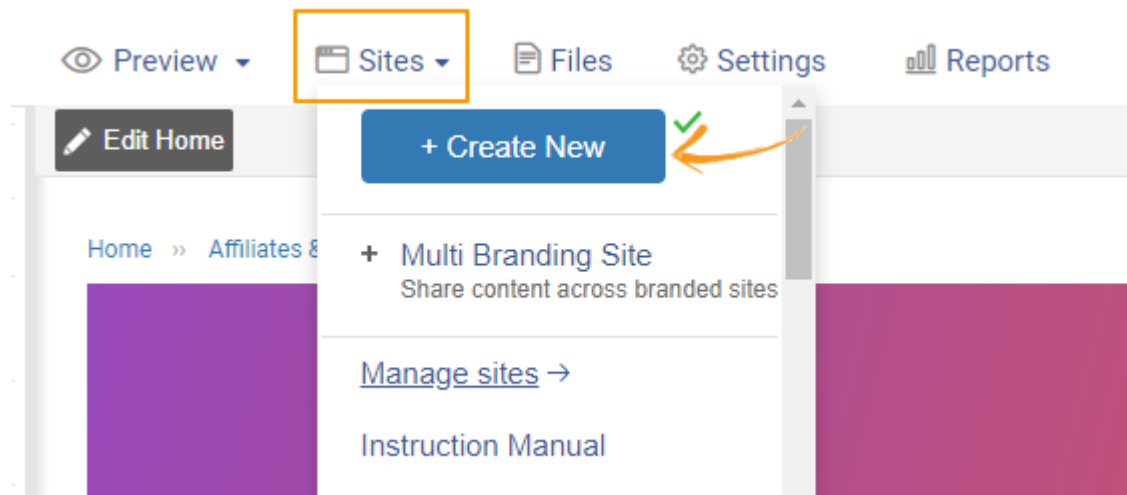 Preview
Sites
Files
Settings
Reports
Edit Home
+ Create New
Home » Affiliates &
+ Multi Branding Site
Share content across branded sites
Manage sites →
Instruction Manual